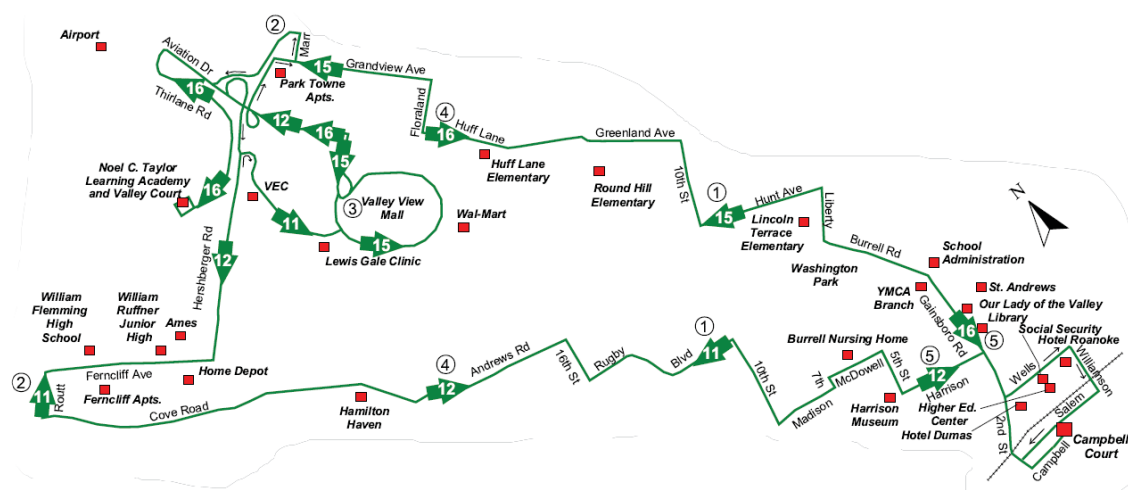 Airport
Aviation Dr
Thirlane Rd
16
2
Marr
15
Grandview Ave
Park Towne
Apts.
Floraland
4
16
Huff Lane
Greenland Ave
12
16
15
Huff Lane
Elementary
Round Hill
Elementary
10th St
1
15
Hunt Ave
Liberty
Lincoln
Terrace
Elementary
N
Noel C. Taylor
Learning Academy
and Valley Court
16
VEC
11
3
Valley View
Mall
15
Wal-Mart
Lewis Gale Clinic
Burrell Rd
Washington
Park
School
Administration
YMCA
Branch
St. Andrews
Our Lady of the Valley
Library
Gainsboro Rd
16
5
Social Security
Hotel Roanoke
Hershberger Rd
12
William
Flemming
High
School
William
Ruffner
Junior
High
Ames
Home Depot
2
11
Routt
Ferncliff Ave
Ferncliff Apts.
Cove Road
Hamilton
Haven
4
12
Andrews Rd
16th St
Rugby
Blvd
1
11
10th St
Burrell Nursing Home
Madison
7th
McDowell
5th St
Harrison
Museum
5
12
Harrison
Wells
Williamson
Higher Ed.
Center
Hotel Dumas
2nd St
Salem
Campbell
Campbell
Court